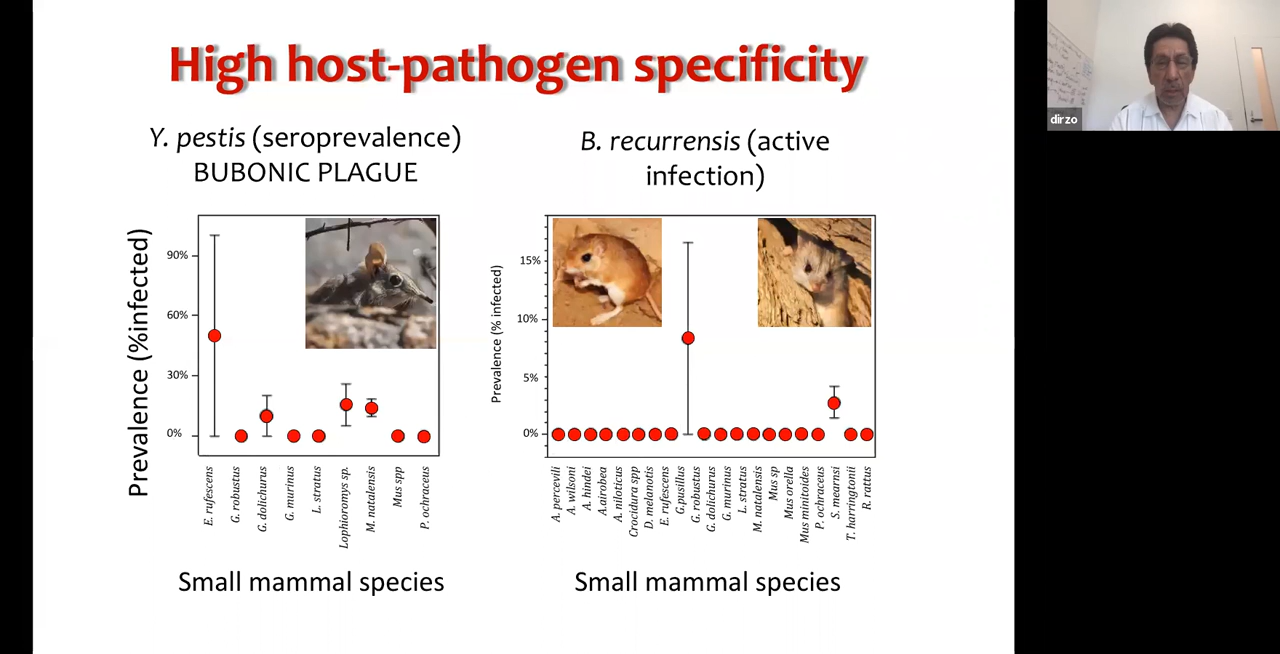 High host-pathogen specificity
dirzo
Y. pestis (seroprevalence)
BUBONIC PLAGUE
B. recurrensis (active
infection)
Prevalence (%infected)
90%
60%
30%
0%
E. rufescens
G. robustus
G. dolichurus
G. murinus
L. stratus
Lophioromys sp.
M. natalensis
Mus spp
P. ochraceus
Small mammal species
Prevalence (% infected)
15%
10%
5%
0%
A. percevili
A. wilsoni
A. hindei
A.airobea
A. niloticus
Crocidura spp
D. melanotis
E. rufescens
G.pusillus
G. robustus
G. dolichurus
G. murinus
L. stratus
M. natalensis
Mus sp
Mus orella
Mus minitoides
P. ochraceus
S. mearnsi
T. harringtonii
R. rattus
Small mammal species